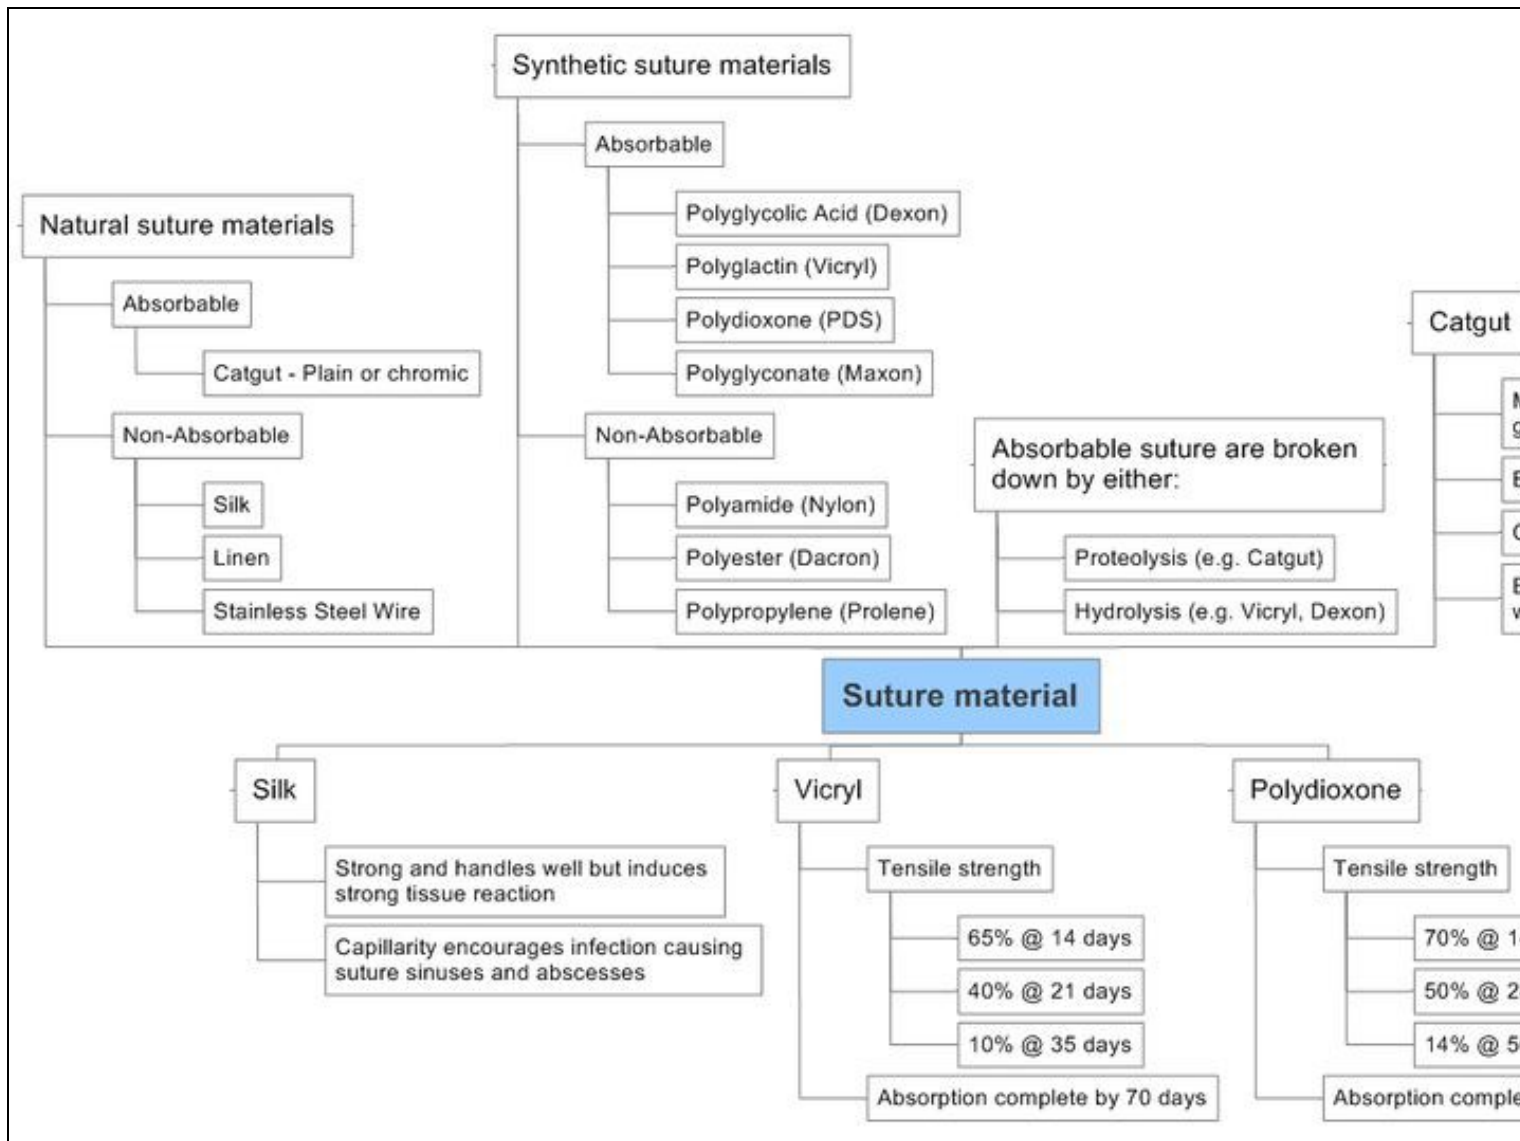 Synthetic suture materials
Absorbable
Polyglycolic Acid (Dexon)
Polyglactin (Vicryl)
Polydioxone (PDS)
Polyglyconate (Maxon)
Non-Absorbable
Polyamide (Nylon)
Polyester (Dacron)
Polypropylene (Prolene)
Natural suture materials
Absorbable
Catgut - Plain or chromic
Non-Absorbable
Silk
Linen
Stainless Steel Wire
Absorbable suture are broken
down by either:
Proteolysis (e.g. Catgut)
Hydrolysis (e.g. Vicryl, Dexon)
Catgut
Suture material
Silk
Strong and handles well but induces
strong tissue reaction
Capillarity encourages infection causing
suture sinuses and abscesses
Vicryl
Tensile strength
65% @ 14 days
40% @ 21 days
10% @ 35 days
Absorption complete by 70 days
Polydioxone
Tensile strength
70% @
50% @
14% @
Absorption